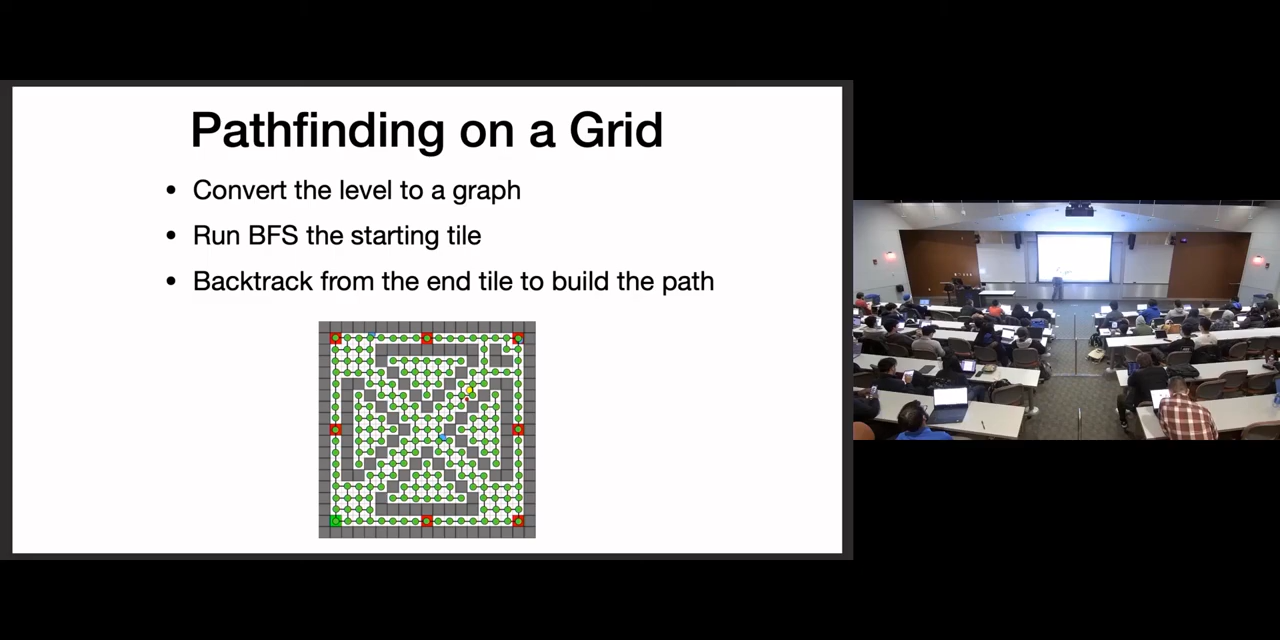 Pathfinding on a Grid
• Convert the level to a graph
• Run BFS the starting tile
• Backtrack from the end tile to build the path